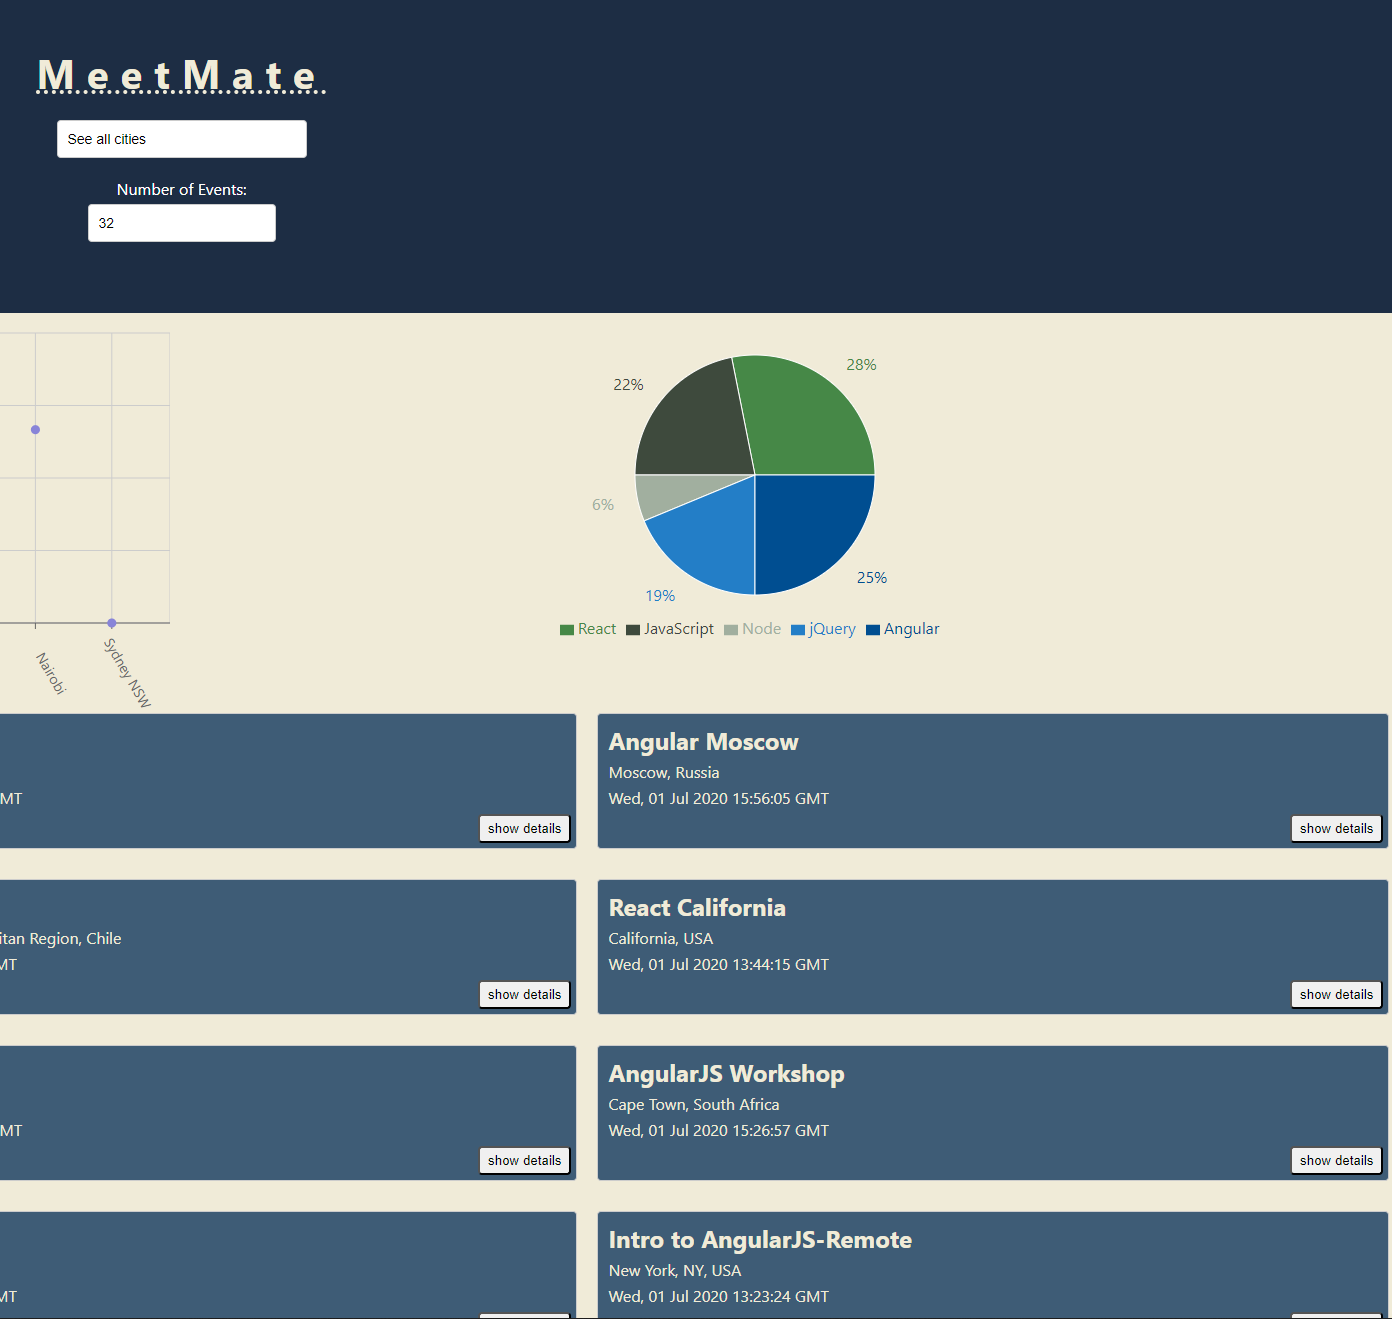 MeetMate
See all cities
Number of Events:
32
28%
22%
6%
19%
25%
React JavaScript Node jQuery Angular
Nairobi
Sydney NSW
MT
show details
Angular Moscow
Moscow, Russia
Wed, 01 Jul 2020 15:56:05 GMT
show details
itan Region, Chile
MT
show details
React California
California, USA
Wed, 01 Jul 2020 13:44:15 GMT
show details
MT
show details
AngularJS Workshop
Cape Town, South Africa
Wed, 01 Jul 2020 15:26:57 GMT
show details
MT
Intro to AngularJS-Remote
New York, NY, USA
Wed, 01 Jul 2020 13:23:24 GMT